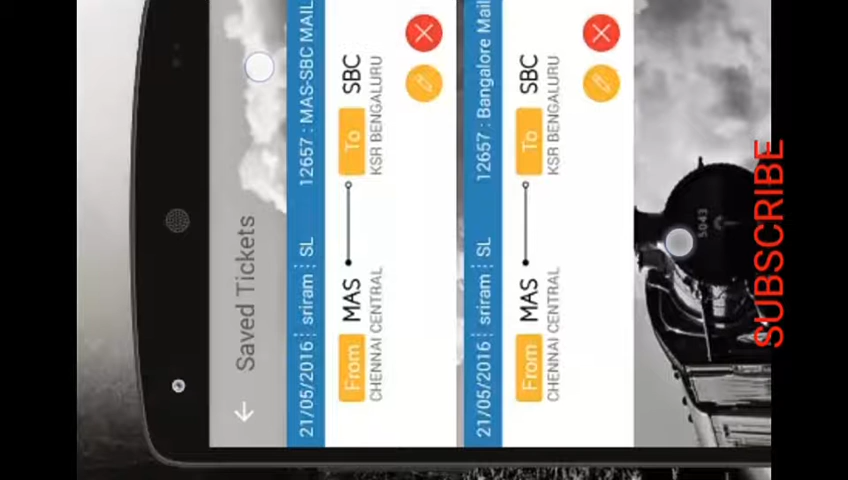 Saved Tickets
21/05/2016 sriram SL 12657 : MAS-SBC MAIL
From MAS To SBC
CHENNAI CENTRAL KSR BENGALURU
21/05/2016 sriram SL 12657 : Bangalore Mail
From MAS To SBC
CHENNAI CENTRAL KSR BENGALURU
5043
SUBSCRIBE